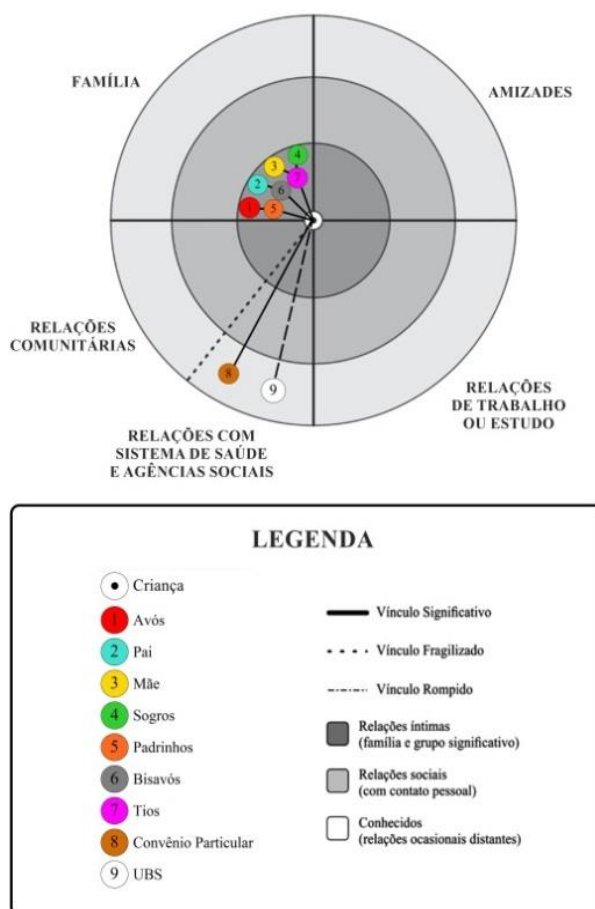 FAMÍLIA
AMIZADES
4
3
7
2
6
1
5
RELAÇÕES
COMUNITÁRIAS
8
9
RELAÇÕES COM
SISTEMA DE SAÚDE
E AGÊNCIAS SOCIAIS
RELAÇÕES
DE TRABALHO
OU ESTUDO
LEGENDA
Criança
1 Avós
2 Pai
3 Mãe
4 Sogros
5 Padrinhos
6 Bisavós
7 Tios
8 Convênio Particular
9 UBS
Vínculo Significativo
Vínculo Fragilizado
Vínculo Rompido
Relações íntimas
(família e grupo significativo)
Relações sociais
(com contato pessoal)
Conhecidos
(relações ocasionais distantes)